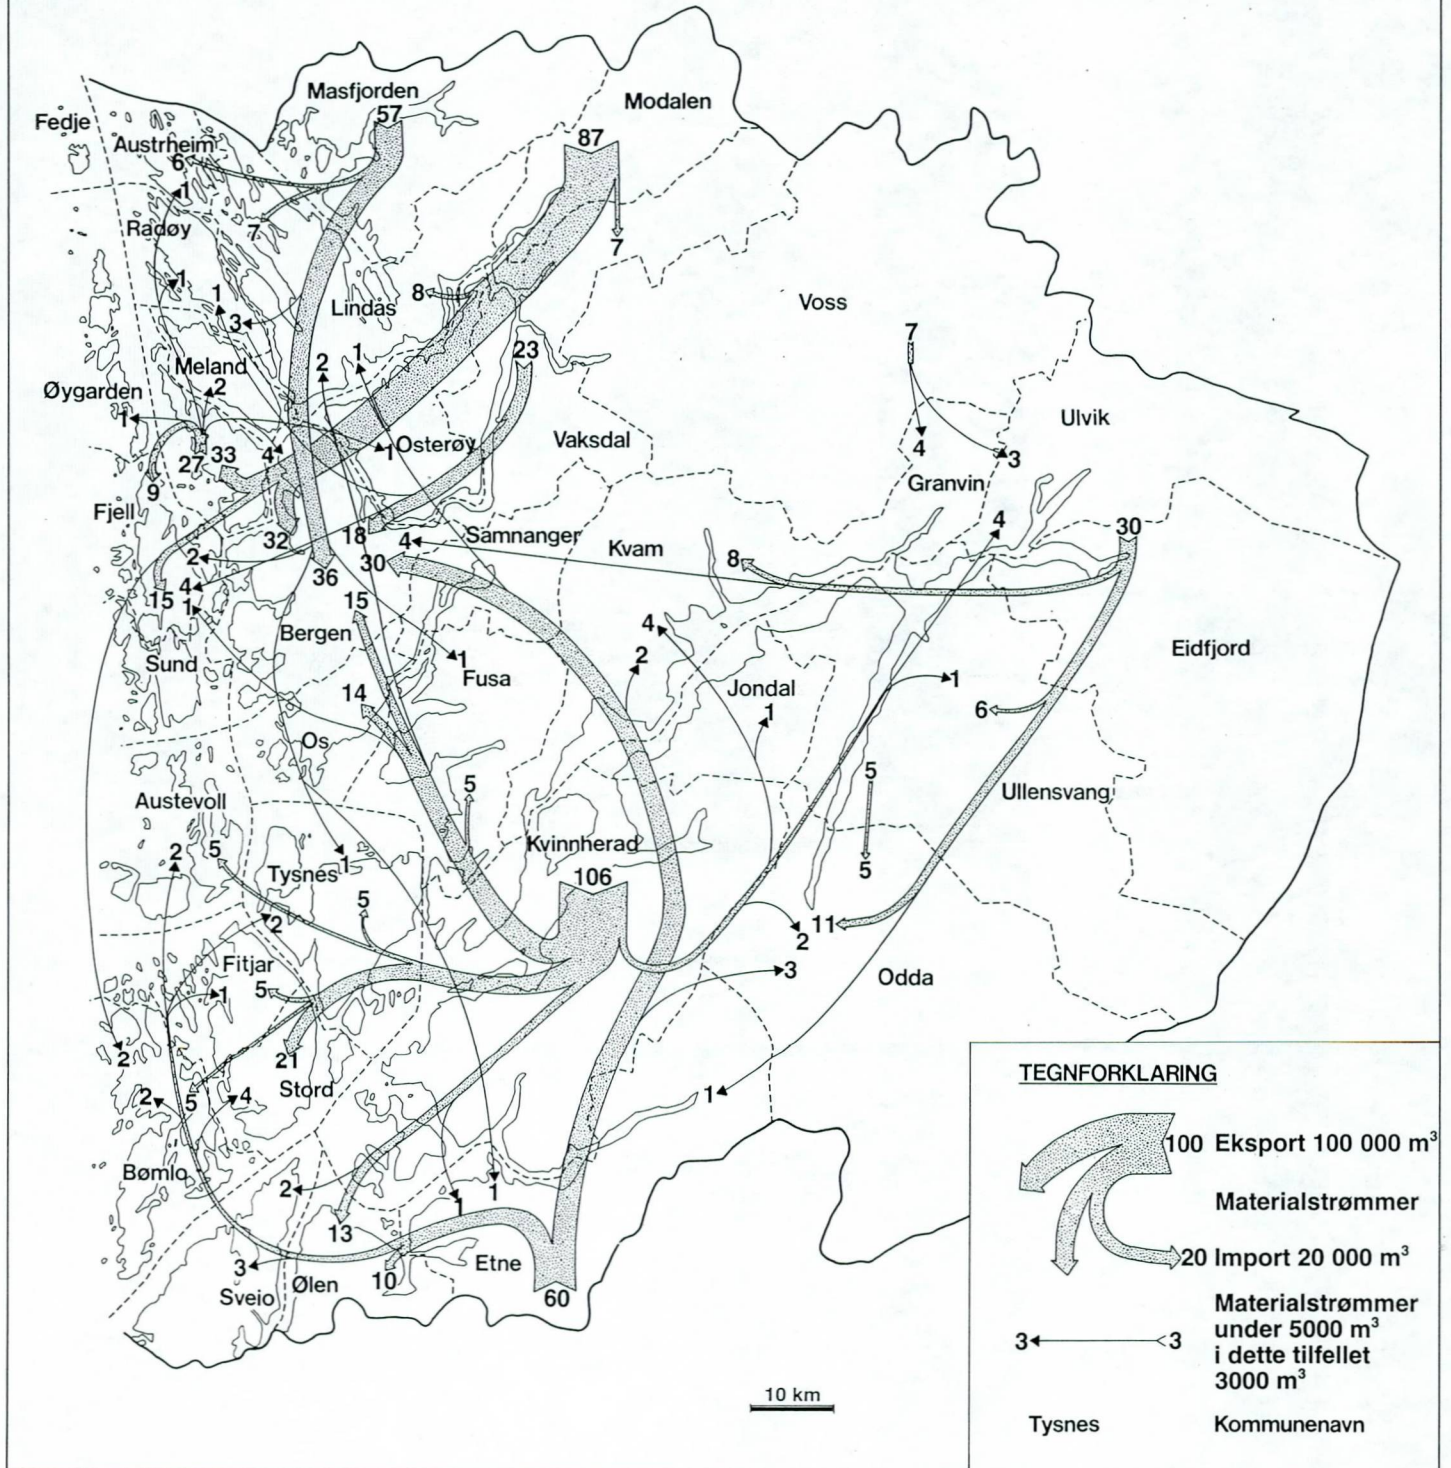 Masfjorden
57
Modalen
Fedje
Austrheim
6
87
1
Radøy
7
7
1
1
8
Lindås
Voss
3
7
2
1
23
Meland
Øygarden
2
1
Ulvik
4
Osterøy
1
Vaksdal
4
3
27
33
9
Granvin
Fjell
4
30
32
18
4
Samnanger
Kvam
2
30
8
36
4
15
1
15
Bergen
4
Sund
1
2
Fusa
Eidfjord
14
Jondal
1
6
1
Os
5
5
Ullensvang
Austevoll
2
5
Kvinnherad
1
Tysnes
5
106
5
2
11
2
Fitjar
5
1
3
Odda
2
21
Stord
2
5
4
1
Bømlo
2
1
1
13
3
10
Etne
Sveio
Ølen
60
10 km
TEGNFORKLARING
100 Eksport 100 000 m³
Materialstrømmer
20 Import 20 000 m³
Materialstrømmer
under 5000 m³
3 3
i dette tilfellet
3000 m³
Tysnes Kommunenavn